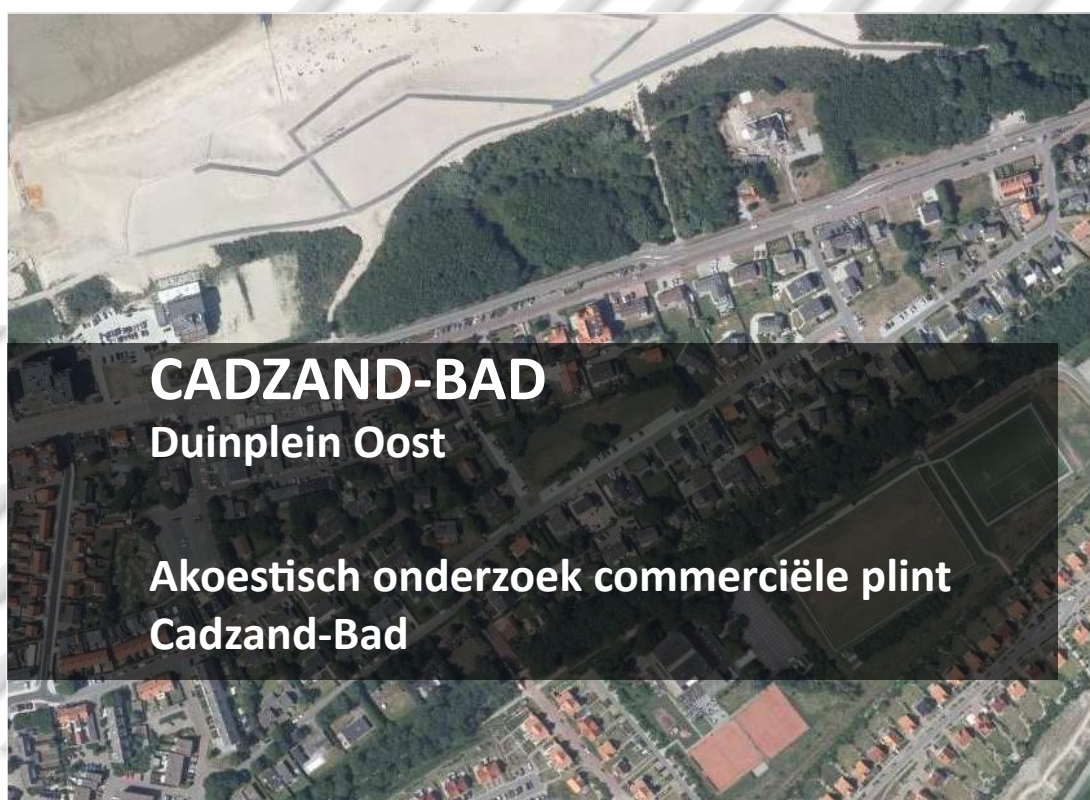 CADZAND-BAD
Duinplein Oost
Akoestisch onderzoek commerciële plint
Cadzand-Bad